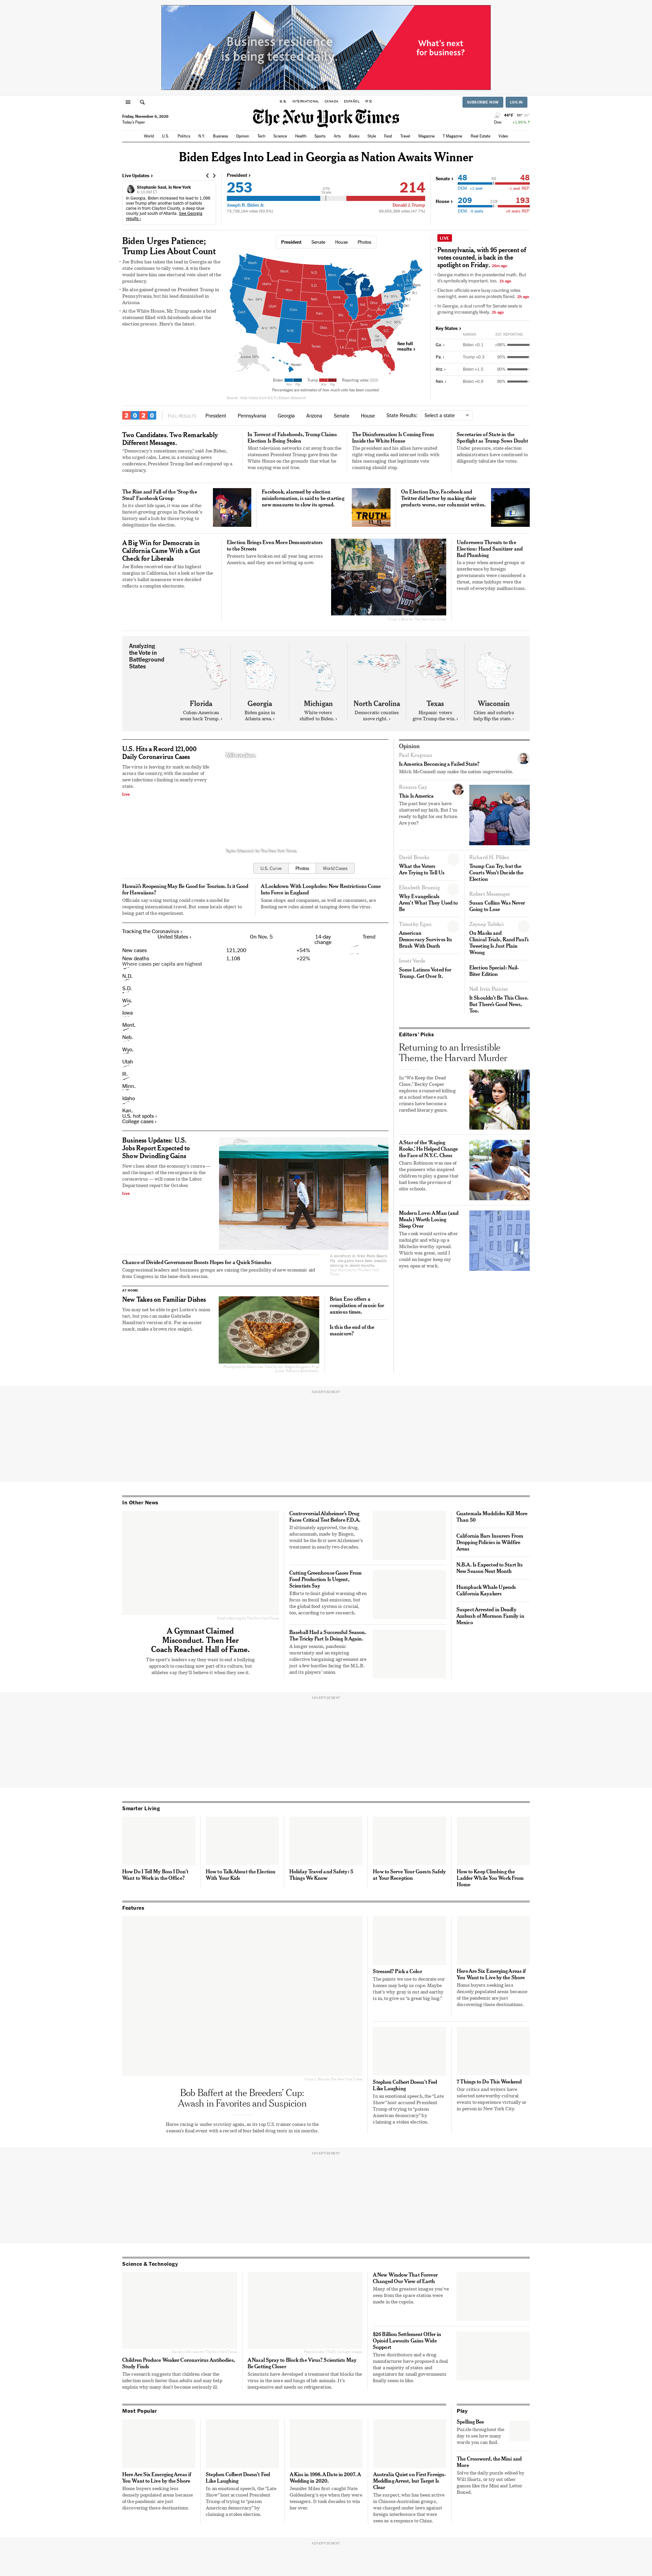 Business resilience
is being tested daily.
What's next
for business?
U.S. INTERNATIONAL CANADA ESPAÑOL 中文
SUBSCRIBE NOW LOG IN
Friday, November 6, 2020
Today's Paper
The New York Times
Dow +1.95% ↑
World U.S. Politics N.Y. Business Opinion Tech Science Health Sports Arts Books Style Food Travel Magazine T Magazine Real Estate Video
Biden Edges Into Lead in Georgia as Nation Awaits Winner
Live Updates ›
Stephanie Saul, in New York
In Georgia, Biden increased his lead to 1,096
over Trump after another batch of ballots
came in from Clayton County, a deep blue
county just south of Atlanta. See Georgia
results ›
President ›
253
270
214
Joseph R. Biden Jr.
Donald J. Trump
Senate ›
48
48
DEM. +1 seat
-1 seat REP.
House ›
209
193
Biden Urges Patience;
Trump Lies About Count
Joe Biden has taken the lead in Georgia as the
state continues to tally votes. A win there
would leave him one electoral vote short of the
presidency.
He also gained ground on President Trump in
Pennsylvania, but his lead diminished in
Arizona.
At the White House, Mr. Trump made a brief
statement filled with falsehoods about the
election process. Here's the latest.
President Senate House Photos
See full
results ›
Percentages are estimates of how much vote has been counted.
LIVE
Pennsylvania, with 95 percent of
votes counted, is back in the
spotlight on Friday. 26m ago
Georgia matters in the presidential math. But
it's symbolically important, too. 1h ago
Election officials were busy counting votes
overnight, even as some protests flared. 2h ago
In Georgia, a dual runoff for Senate seats is
growing increasingly likely. 2h ago
Key States ›
MARGIN EST. REPORTING
Ga. › Biden +0.1 >98%
Pa. › Trump +0.3 95%
Ariz. › Biden +1.5 90%
Nev. › Biden +0.9 89%
2020 FULL RESULTS President Pennsylvania Georgia Arizona Senate House State Results: Select a state
Two Candidates. Two Remarkably
Different Messages.
“Democracy's sometimes messy,” said Joe Biden,
who urged calm. Later, in a stunning news
conference, President Trump lied and conjured up a
conspiracy.
In Torrent of Falsehoods, Trump Claims
Election Is Being Stolen
Most television networks cut away from the
statement President Trump gave from the
White House on the grounds that what he
was saying was not true.
The Disinformation Is Coming From
Inside the White House
The president and his allies have united
right-wing media and internet trolls with
false messaging that the legitimate vote
counting should stop.
Secretaries of State in the
Spotlight as Trump Sows Doubt
Under pressure, state election
administrators have continued to
diligently tabulate the votes.
The Rise and Fall of the 'Stop the
Steal' Facebook Group
In its short life span, it was one of the
fastest-growing groups in Facebook's
history and a hub for those trying to
delegitimize the election.
Facebook, alarmed by election
misinformation, is said to be starting
new measures to slow its spread.
TRUTH
On Election Day, Facebook and
Twitter did better by making their
products worse, our columnist writes.
A Big Win for Democrats in
California Came With a Gut
Check for Liberals
Joe Biden received one of his highest
margins in California, but a look at how the
state's ballot measures were decided
reflects a complex electorate.
Election Brings Even More Demonstrators
to the Streets
Protests have broken out all year long across
America, and they are not letting up now.
Unforeseen Threats to the
Election: Hand Sanitizer and
Bad Plumbing
In a year when armed groups or
interference by foreign
governments were considered a
threat, some holdups were the
result of everyday malfunctions.
Analyzing
the Vote in
Battleground
States
Florida
Cuban-American
areas back Trump. ›
Georgia
Biden gains in
Atlanta area. ›
Michigan
White voters
shifted to Biden. ›
North Carolina
Democratic counties
move right. ›
Texas
Hispanic voters
give Trump the win. ›
Wisconsin
Cities and suburbs
help flip the state. ›
U.S. Hits a Record 121,000
Daily Coronavirus Cases
The virus is leaving its mark on daily life
across the country, with the number of
new infections climbing in nearly every
state.
Live
Milwaukee.
U.S. Curve Photos World Cases
Hawaii's Reopening May Be Good for Tourism. Is it Good
for Hawaiians?
Officials say using testing could create a model for
reopening international travel. But some locals object to
being part of the experiment.
A Lockdown With Loopholes: New Restrictions Come
Into Force in England
Some shops and companies, as well as consumers, are
flouting new rules aimed at tamping down the virus.
Tracking the Coronavirus ›
United States › On Nov. 5 14-day
change Trend
New cases 121,200 +54%
New deaths 1,108 +22%
Where cases per capita are highest
N.D.
S.D.
Wis.
Iowa
Mont.
Neb.
Wyo.
Utah
Ill.
Minn.
Idaho
Kan.
U.S. hot spots ›
College cases ›
Business Updates: U.S.
Jobs Report Expected to
Show Dwindling Gains
New clues about the economy's course —
and the impact of the resurgence in the
coronavirus — will come in the Labor
Department report for October.
Live
Chance of Divided Government Boosts Hopes for a Quick Stimulus
Congressional leaders and business groups are raising the possibility of new economic aid
from Congress in the lame-duck session.
AT HOME
New Takes on Familiar Dishes
You may not be able to get Lutèce's onion
tart, but you can make Gabrielle
Hamilton's version of it. For an easier
snack, make a brown rice onigiri.
Brian Eno offers a
compilation of music for
anxious times.
Is this the end of the
manicure?
Opinion
Paul Krugman
Is America Becoming a Failed State?
Mitch McConnell may make the nation ungovernable.
Roxane Gay
This Is America
The past four years have
shattered my faith. But I'm
ready to fight for our future.
Are you?
David Brooks
What the Voters
Are Trying to Tell Us
Richard H. Pildes
Trump Can Try, but the
Courts Won't Decide the
Election
Elizabeth Bruenig
Why Evangelicals
Aren't What They Used to
Be
Robert Messenger
Susan Collins Was Never
Going to Lose
Timothy Egan
American
Democracy Survives Its
Brush With Death
Zeynep Tufekci
On Masks and
Clinical Trials, Rand Paul's
Tweeting Is Just Plain
Wrong
Isvett Verde
Some Latinos Voted for
Trump. Get Over It.
Election Special: Nail-
Biter Edition
Nell Irvin Painter
It Shouldn't Be This Close.
But There's Good News,
Too.
Editors' Picks
Returning to an Irresistible
Theme, the Harvard Murder
In “We Keep the Dead
Close,” Becky Cooper
explores a rumored killing
at a school where such
crimes have become a
rarefied literary genre.
A Star of the 'Raging
Rooks,' He Helped Change
the Face of N.Y.C. Chess
Charu Robinson was one of
the pioneers who inspired
children to play a game that
had been the province of
elite schools.
Modern Love: A Man (and
Meals) Worth Losing
Sleep Over
The cook would arrive after
midnight and whip up a
Michelin-worthy spread.
Which was great, until I
could no longer keep my
eyes open at work.
ADVERTISEMENT
In Other News
A Gymnast Claimed
Misconduct. Then Her
Coach Reached Hall of Fame.
The sport's leaders say they want to end a bullying
approach to coaching now part of its culture, but
athletes say they'll believe it when they see it.
Controversial Alzheimer's Drug
Faces Critical Test Before F.D.A.
If ultimately approved, the drug,
aducanumab, made by Biogen,
would be the first new Alzheimer's
treatment in nearly two decades.
Cutting Greenhouse Gases From
Food Production Is Urgent,
Scientists Say
Efforts to limit global warming often
focus on fossil fuel emissions, but
the global food system is crucial,
too, according to new research.
Baseball Had a Successful Season.
The Tricky Part Is Doing It Again.
A longer season, pandemic
uncertainty and an expiring
collective bargaining agreement are
just a few hurdles facing the M.L.B.
and its players' union.
Guatemala Mudslides Kill More
Than 50
California Bars Insurers From
Dropping Policies in Wildfire
Areas
N.B.A. Is Expected to Start Its
New Season Next Month
Humpback Whale Upends
California Kayakers
Suspect Arrested in Deadly
Ambush of Mormon Family in
Mexico
ADVERTISEMENT
Smarter Living
How Do I Tell My Boss I Don't
Want to Work in the Office?
How to Talk About the Election
With Your Kids
Holiday Travel and Safety: 5
Things We Know
How to Serve Your Guests Safely
at Your Reception
How to Keep Climbing the
Ladder While You Work From
Home
Features
Bob Baffert at the Breeders' Cup:
Awash in Favorites and Suspicion
Horse racing is under scrutiny again, as its top U.S. trainer comes to the
season's final event with a record of four failed drug tests in six months.
Stressed? Pick a Color
The paints we use to decorate our
homes may help us cope. Maybe
that's why gray is out and earthy
is in, to give us “a great big hug.”
Here Are Six Emerging Areas if
You Want to Live by the Shore
Home buyers seeking less
densely populated areas because
of the pandemic are just
discovering these destinations.
Stephen Colbert Doesn't Feel
Like Laughing
In an emotional speech, the “Late
Show” host accused President
Trump of trying to “poison
American democracy” by
claiming a stolen election.
7 Things to Do This Weekend
Our critics and writers have
selected noteworthy cultural
events to experience virtually or
in person in New York City.
ADVERTISEMENT
Science & Technology
Children Produce Weaker Coronavirus Antibodies,
Study Finds
The research suggests that children clear the
infection much faster than adults and may help
explain why many don't become seriously ill.
A Nasal Spray to Block the Virus? Scientists May
Be Getting Closer
Scientists have developed a treatment that blocks the
virus in the nose and lungs of lab animals. It's
inexpensive and needs no refrigeration.
A New Window That Forever
Changed Our View of Earth
Many of the greatest images you've
seen from the space station were
made in the cupola.
$26 Billion Settlement Offer in
Opioid Lawsuits Gains Wide
Support
Three distributors and a drug
manufacturer have proposed a deal
that a majority of states and
negotiators for small governments
finally seem to like.
Most Popular
Here Are Six Emerging Areas if
You Want to Live by the Shore
Home buyers seeking less
densely populated areas because
of the pandemic are just
discovering these destinations.
Stephen Colbert Doesn't Feel
Like Laughing
In an emotional speech, the “Late
Show” host accused President
Trump of trying to “poison
American democracy” by
claiming a stolen election.
A Kiss in 1998. A Date in 2007. A
Wedding in 2020.
Jennifer Miles first caught Nate
Goldenberg's eye when they were
teenagers. It took decades to win
her over.
Australia Quiet on First Foreign-
Meddling Arrest, but Target Is
Clear
The suspect, who has been active
in Chinese-Australian groups,
was charged under laws against
foreign interference that were
seen as a response to China.
Play
Spelling Bee
Puzzle throughout the
day to see how many
words you can find.
The Crossword, the Mini and
More
Solve the daily puzzle edited by
Will Shortz, or try out other
games like the Mini and Letter
Boxed.
ADVERTISEMENT